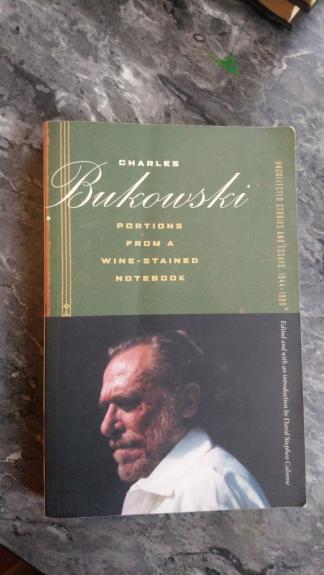 CHARLES
Bukowski
PORTIONS
FROM A
WINE-STAINED
NOTEBOOK
UNCOLLECTED STORIES AND ESSAYS, 1944-1990
Edited and with an introduction by David Stephen Calonne